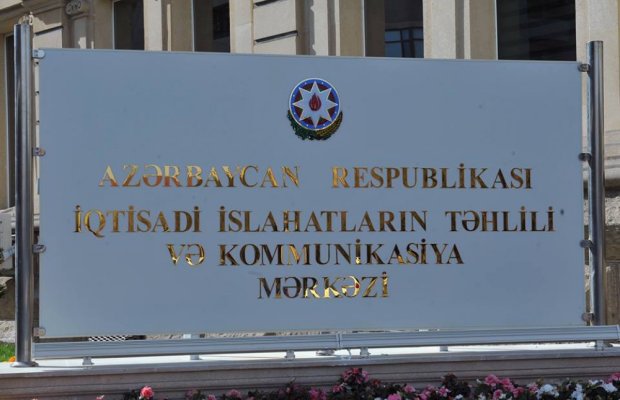 AZƏRBAYCAN RESPUBLİKASI
İQTİSADİ İSLAHATLARIN TƏHLİLİ
VƏ KOMMUNİKASİYA
MƏRKƏZİ